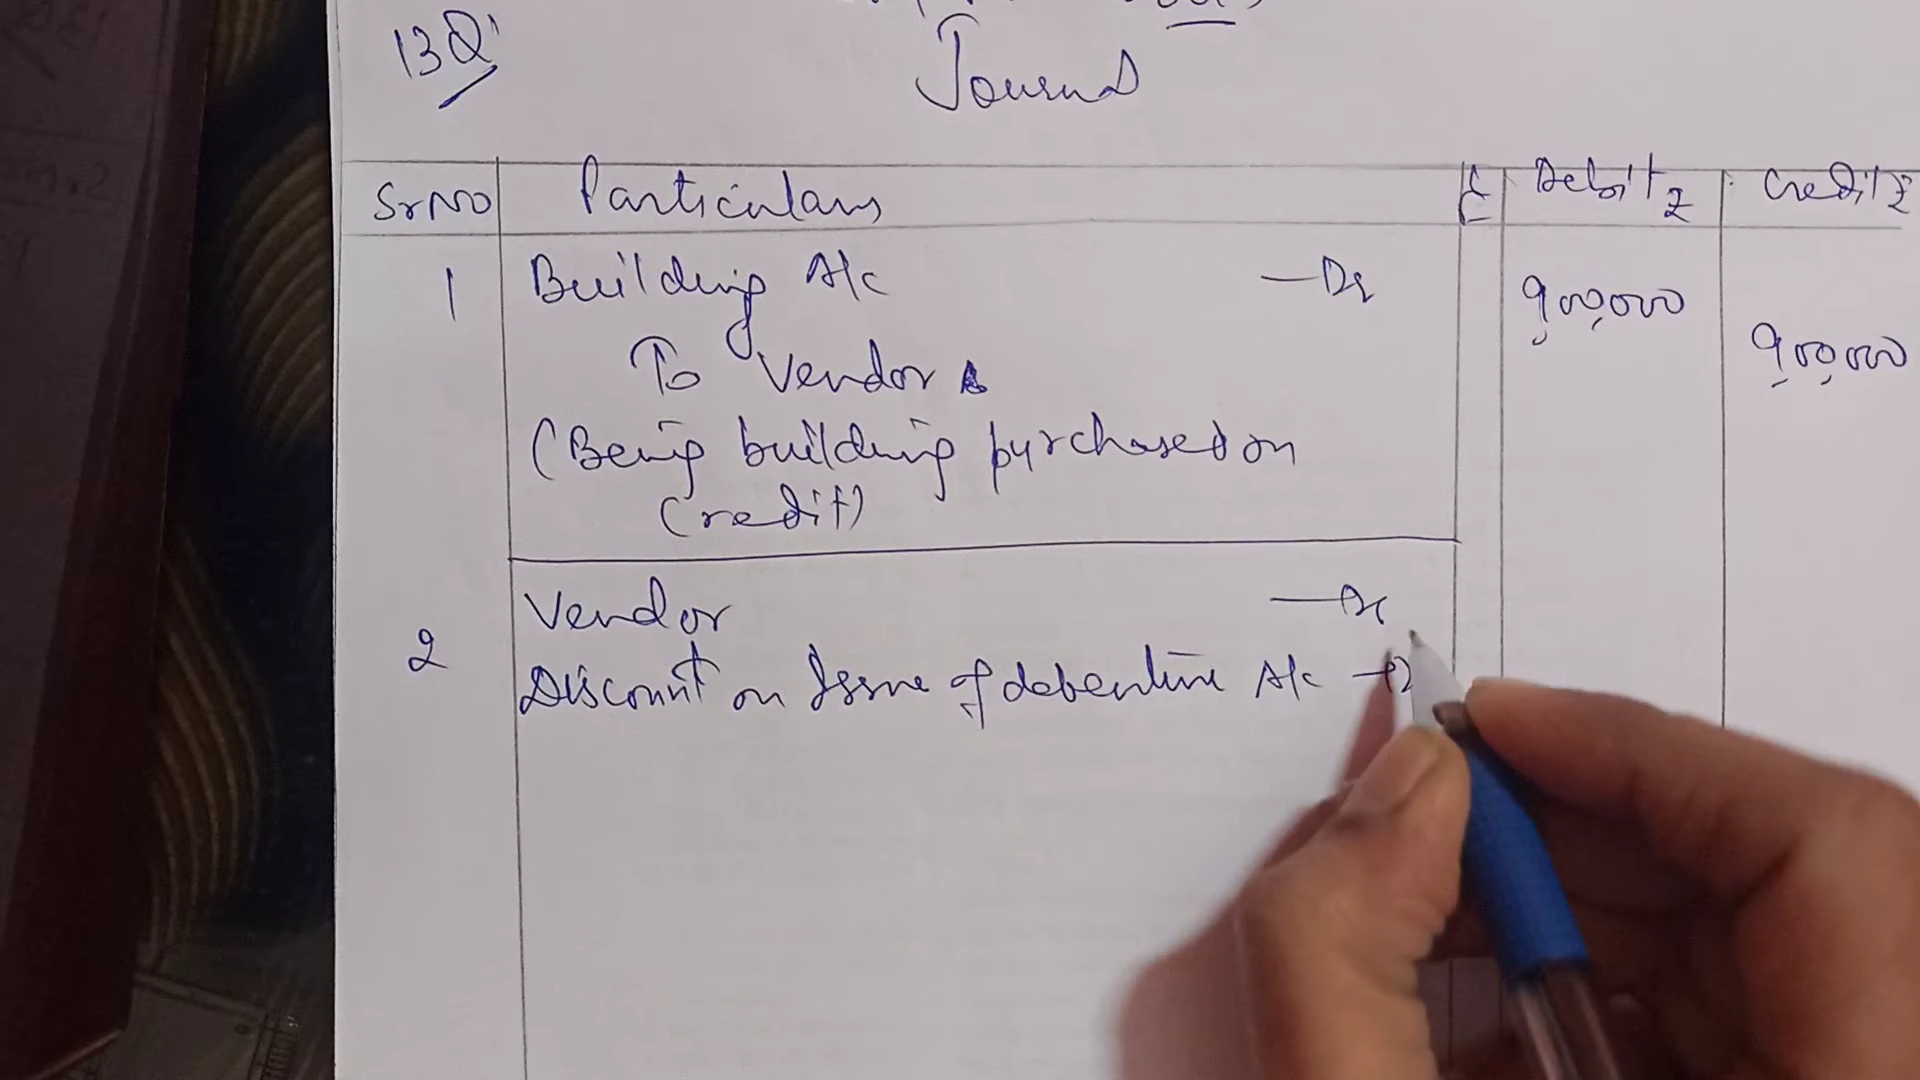 13Q
Journal
Sr No Particulars LF Debit ₹ Credit ₹
1 Building A/c —Dr 9,00,000
To Vendor 9,00,000
(Being building purchased on
Credit)
2 Vendor —Dr
Discount on Issue of debenture A/c —D